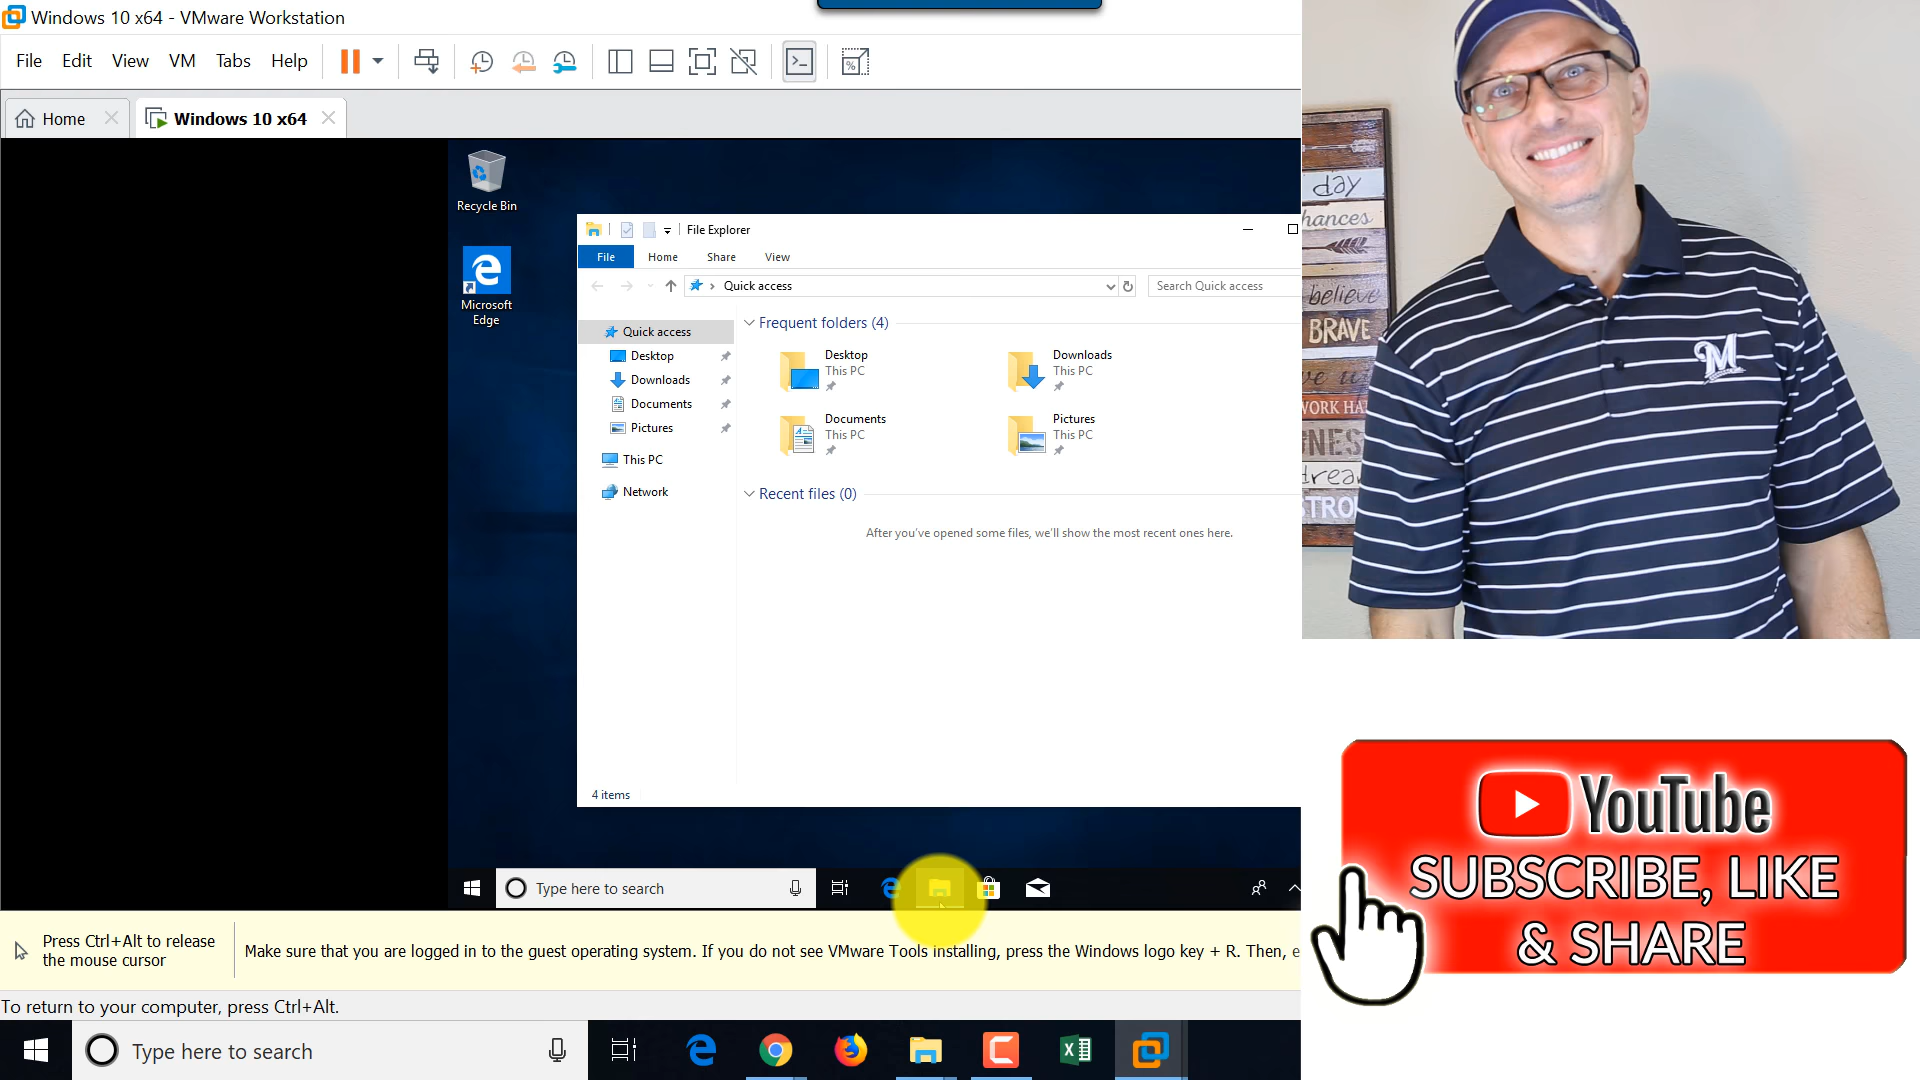 Windows 10 x64 - VMware Workstation
File Edit View VM Tabs Help
Home
Windows 10 x64
Recycle Bin
Microsoft
Edge
File Explorer
File Home Share View
Quick access
Search Quick access
Quick access
Desktop
Downloads
Documents
Pictures
This PC
Network
Frequent folders (4)
Desktop
This PC
Downloads
This PC
Documents
This PC
Pictures
This PC
Recent files (0)
After you've opened some files, we'll show the most recent ones here.
4 items
Type here to search
Press Ctrl+Alt to release
the mouse cursor
Make sure that you are logged in to the guest operating system. If you do not see VMware Tools installing, press the Windows logo key + R. Then, e
To return to your computer, press Ctrl+Alt.
Type here to search
day
hances
believe
BRAVE
ve
WORK HA
NES
drea
STRO
M
YouTube
SUBSCRIBE, LIKE
& SHARE